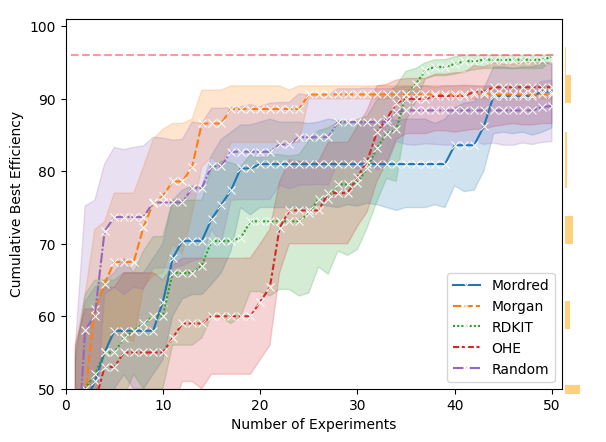 100
90
80
70
60
50
Cumulative Best Efficiency
Mordred
Morgan
RDKIT
OHE
Random
0
10
20
30
40
50
Number of Experiments